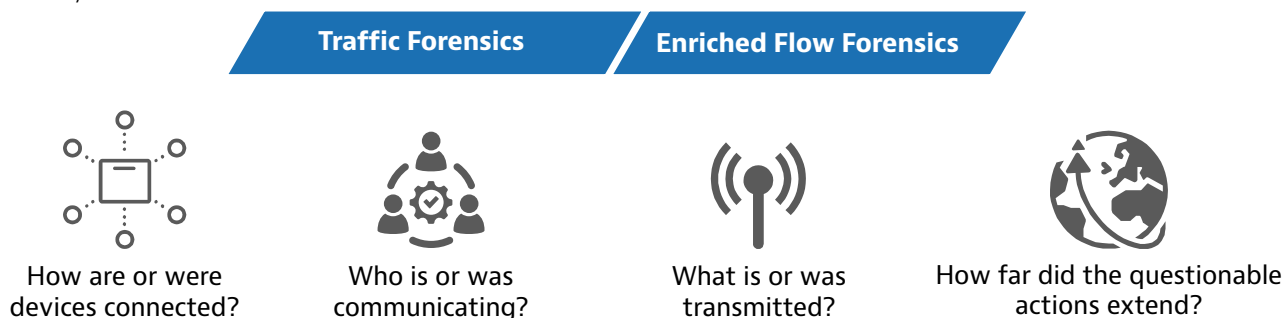 Traffic Forensics
Enriched Flow Forensics
How are or were
devices connected?
Who is or was
communicating?
What is or was
transmitted?
How far did the questionable
actions extend?